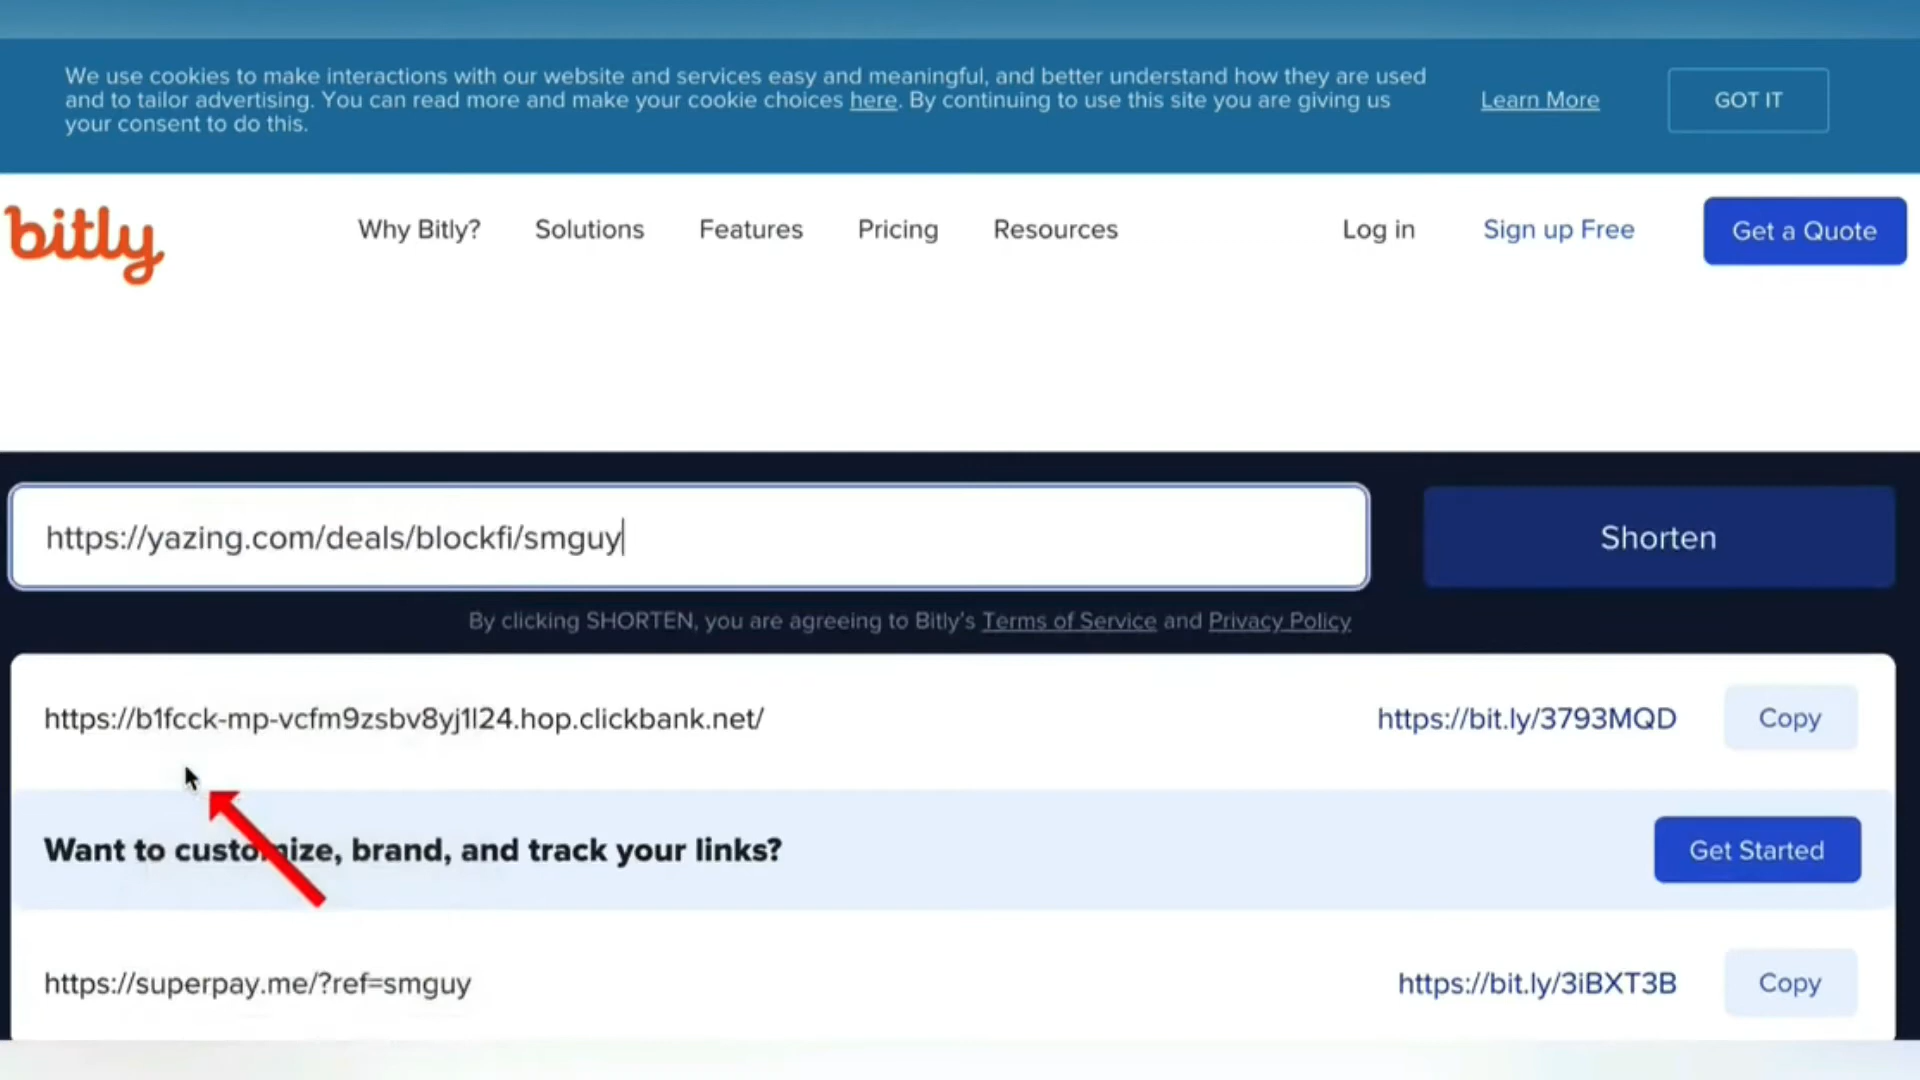 We use cookies to make interactions with our website and services easy and meaningful, and better understand how they are used
and to tailor advertising. You can read more and make your cookie choices here. By continuing to use this site you are giving us
your consent to do this.
Learn More
GOT IT
bitly
Why Bitly?
Solutions
Features
Pricing
Resources
Log in
Sign up Free
Get a Quote
https://yazing.com/deals/blockfi/smguy
Shorten
By clicking SHORTEN, you are agreeing to Bitly's Terms of Service and Privacy Policy
https://b1fcck-mp-vcfm9zsbv8yj1l24.hop.clickbank.net/
https://bit.ly/3793MQD
Copy
Want to customize, brand, and track your links?
Get Started
https://superpay.me/?ref=smguy
https://bit.ly/3iBXT3B
Copy